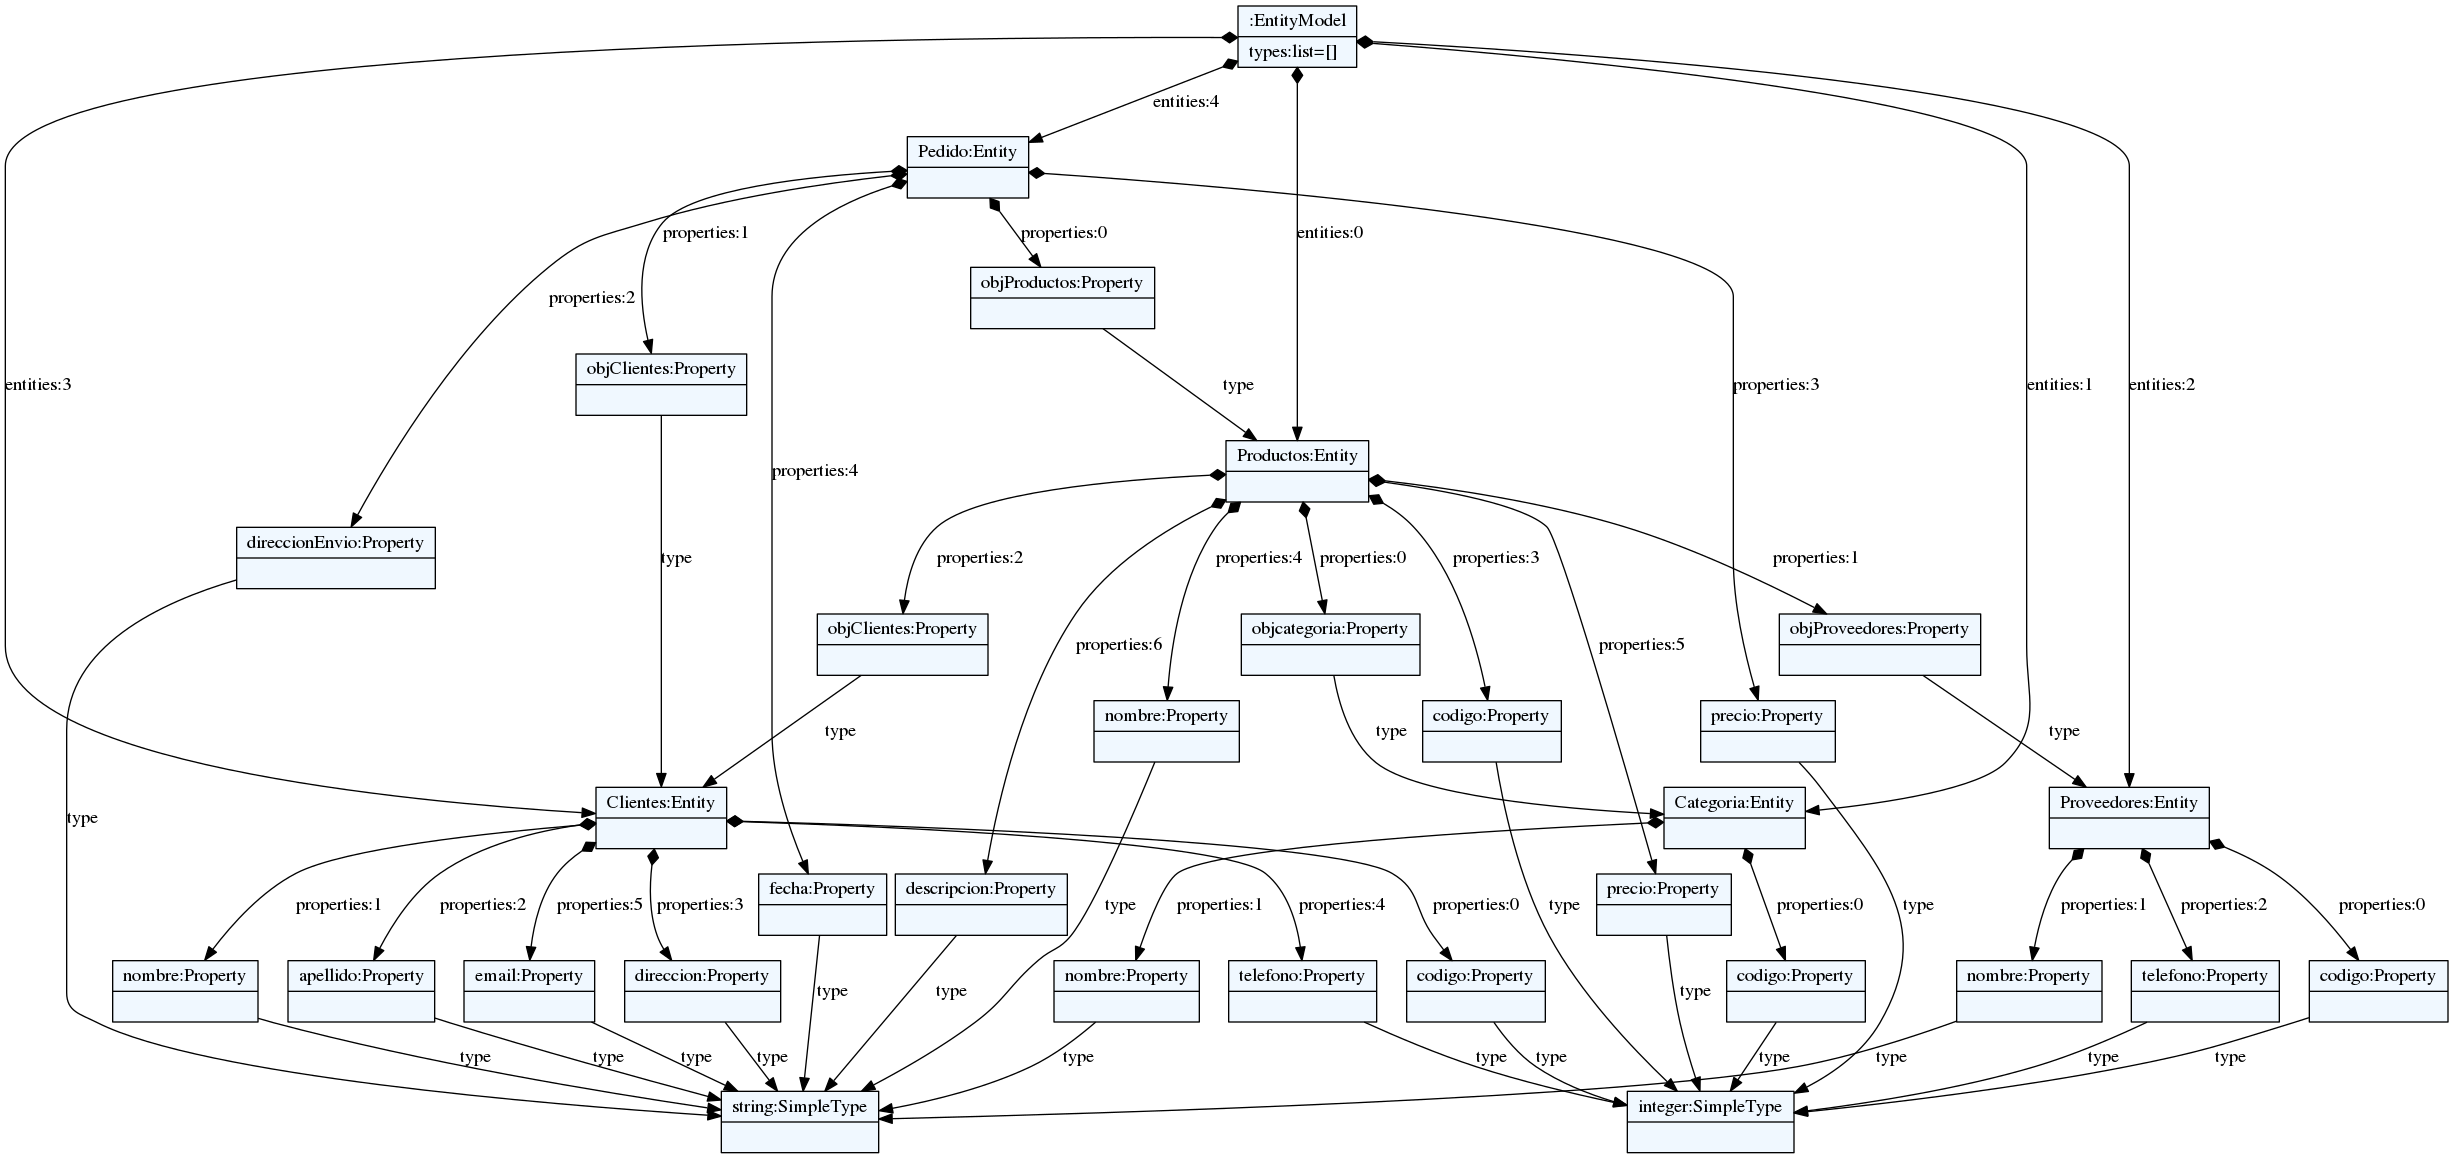 :EntityModel
types:list=[]
entities:4
Pedido:Entity
properties:1
properties:0
entities:0
objProductos:Property
properties:2
objClientes:Property
type
entities:3
properties:3
entities:1
entities:2
Productos:Entity
properties:4
direccionEnvio:Property
type
properties:2
properties:4
properties:0
properties:3
properties:1
objClientes:Property
objcategoria:Property
objProveedores:Property
properties:6
properties:5
nombre:Property
codigo:Property
precio:Property
type
type
type
Clientes:Entity
Categoria:Entity
Proveedores:Entity
type
fecha:Property
descripcion:Property
precio:Property
properties:1
properties:2
properties:5
properties:3
type
properties:1
properties:4
properties:0
type
properties:0
type
properties:1
properties:2
properties:0
nombre:Property
apellido:Property
email:Property
direccion:Property
type
type
nombre:Property
telefono:Property
codigo:Property
type
codigo:Property
nombre:Property
telefono:Property
codigo:Property
type
type
type
type
type
type
type
type
type
type
type
string:SimpleType
integer:SimpleType